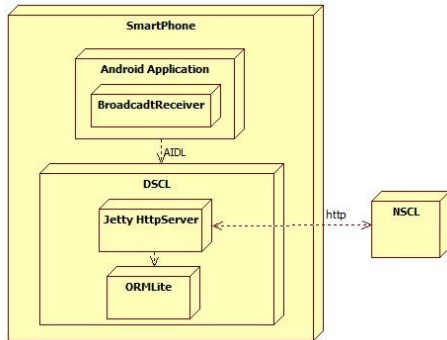 SmartPhone
Android Application
BroadcadtReceiver
AIDL
DSCL
Jetty HttpServer
http
NSCL
ORMLite